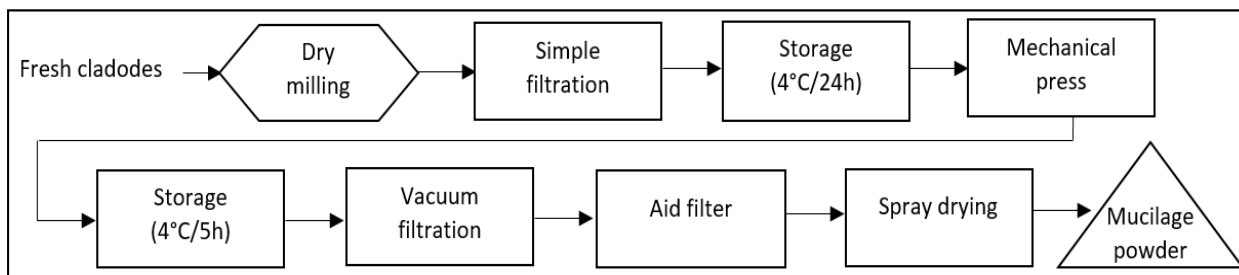 Fresh cladodes
Dry
milling
Simple
filtration
Storage
(4°C/24h)
Mechanical
press
Storage
(4°C/5h)
Vacuum
filtration
Aid filter
Spray drying
Mucilage
powder